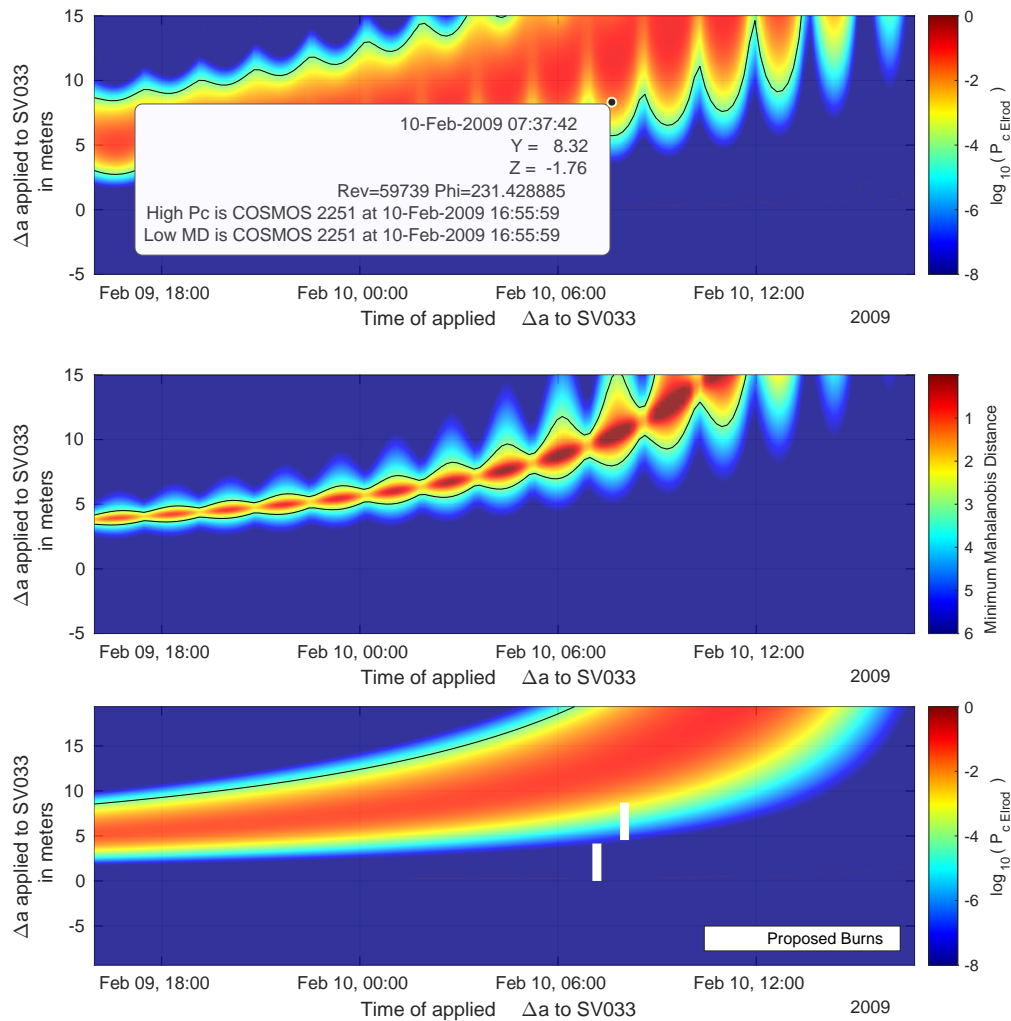 15
10
5
0
-5
Δa applied to SV033
in meters
10-Feb-2009 07:37:42
Y = 8.32
Z = -1.76
Rev=59739 Phi=231.428885
High Pc is COSMOS 2251 at 10-Feb-2009 16:55:59
Low MD is COSMOS 2251 at 10-Feb-2009 16:55:59
Feb 09, 18:00 Feb 10, 00:00 Feb 10, 06:00 Feb 10, 12:00
Time of applied Δa to SV033 2009
0
-2
-4
-6
-8
log10( Pc Elrod )
15
10
5
0
-5
Δa applied to SV033
in meters
Feb 09, 18:00 Feb 10, 00:00 Feb 10, 06:00 Feb 10, 12:00
Time of applied Δa to SV033 2009
1
2
3
4
5
6
Minimum Mahalanobis Distance
15
10
5
0
-5
Δa applied to SV033
in meters
Proposed Burns
Feb 09, 18:00 Feb 10, 00:00 Feb 10, 06:00 Feb 10, 12:00
Time of applied Δa to SV033 2009
0
-2
-4
-6
-8
log10( Pc Elrod )